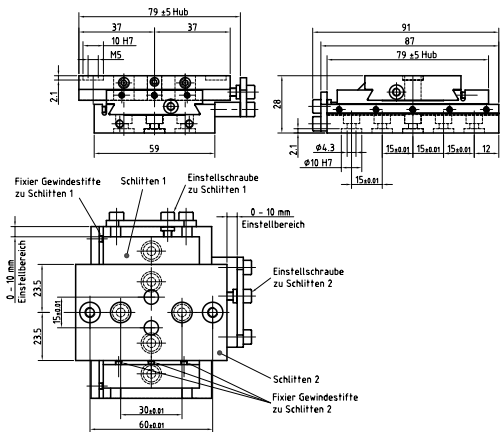 79 ±5 Hub
37
37
10 H7
M5
2.1
59
91
87
79 ±5 Hub
28
2.1
Ø4.3
Ø10 H7
15±0.01
15±0.01
15±0.01
12
15±0.01
Fixier Gewindestifte
zu Schlitten 1
Schlitten 1
Einstellschraube
zu Schlitten 1
0 - 10 mm
Einstellbereich
0 - 10 mm
Einstellbereich
23.5
15±0.01
23.5
Einstellschraube
zu Schlitten 2
Schlitten 2
Fixier Gewindestifte
zu Schlitten 2
30±0.01
60±0.01